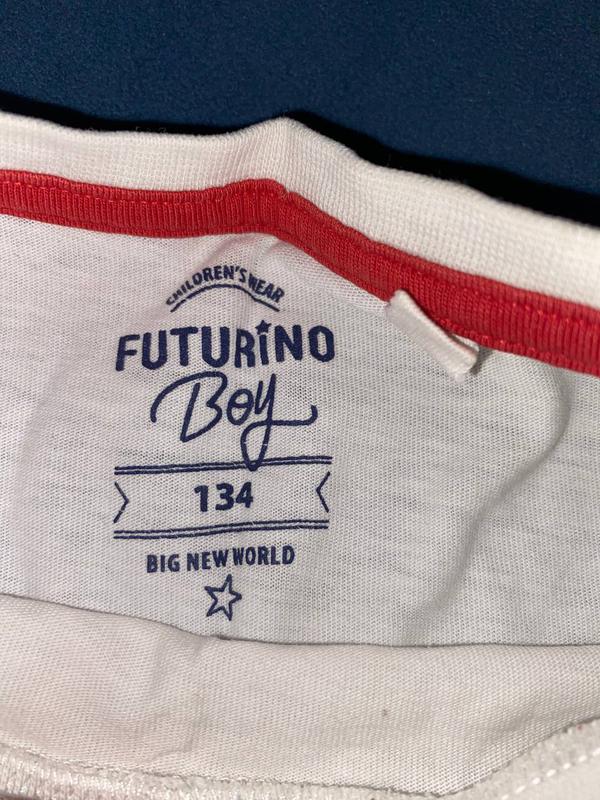 CHILDREN'S WEAR
FUTURiNO
Boy
134
BIG NEW WORLD